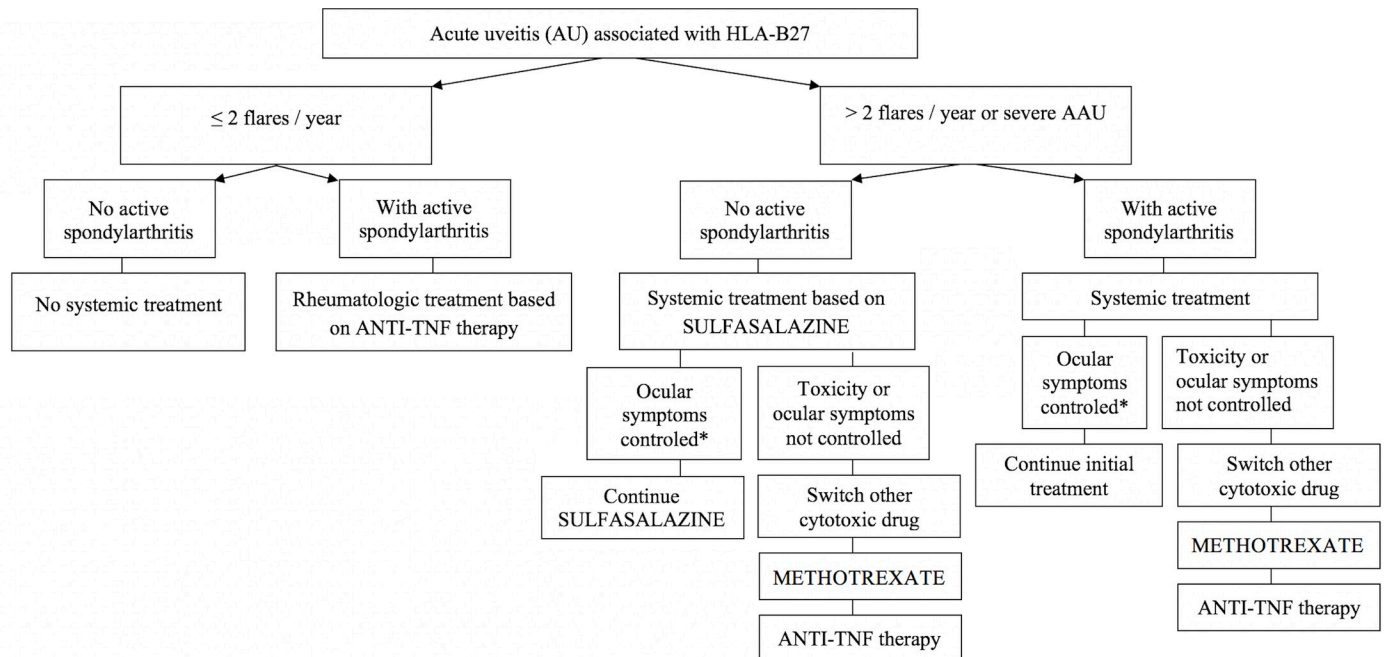 Acute uveitis (AU) associated with HLA-B27
≤ 2 flares / year
> 2 flares / year or severe AAU
No active
spondylarthritis
With active
spondylarthritis
No active
spondylarthritis
With active
spondylarthritis
No systemic treatment
Rheumatologic treatment based
on ANTI-TNF therapy
Systemic treatment based on
SULFASALAZINE
Systemic treatment
Ocular
symptoms
controled*
Toxicity or
ocular symptoms
not controlled
Ocular
symptoms
controled*
Toxicity or
ocular symptoms
not controlled
Continue
SULFASALAZINE
Switch other
cytotoxic drug
METHOTREXATE
ANTI-TNF therapy
Continue initial
treatment
Switch other
cytotoxic drug
METHOTREXATE
ANTI-TNF therapy